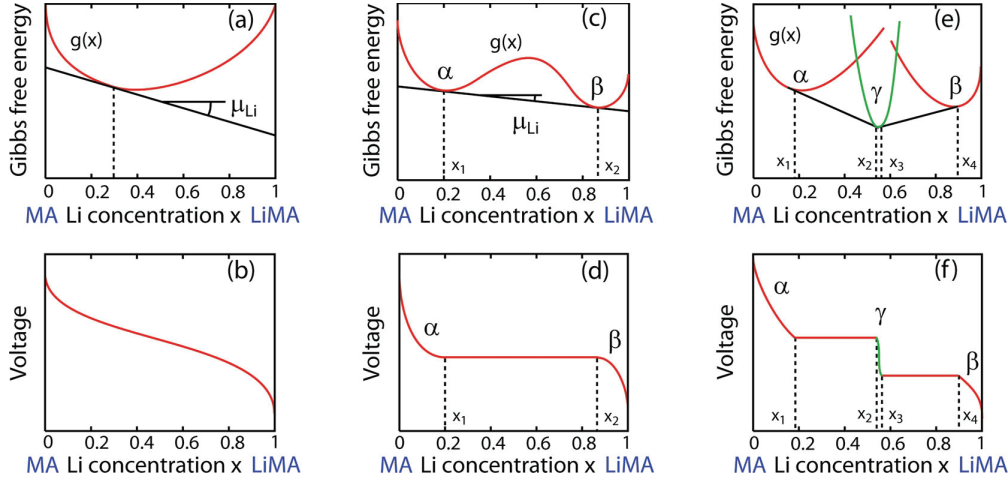 (a)
g(x)
μLi
Gibbs free energy
0 0.2 0.4 0.6 0.8 1
MA Li concentration x LiMA
(c)
g(x)
α
β
μLi
x1
x2
Gibbs free energy
0 0.2 0.4 0.6 0.8 1
MA Li concentration x LiMA
(e)
g(x)
α
γ
β
x1
x2
x3
x4
Gibbs free energy
0 0.2 0.4 0.6 0.8 1
MA Li concentration x LiMA
(b)
Voltage
0 0.2 0.4 0.6 0.8 1
MA Li concentration x LiMA
(d)
α
β
x1
x2
Voltage
0 0.2 0.4 0.6 0.8 1
MA Li concentration x LiMA
(f)
α
γ
β
x1
x2
x3
x4
Voltage
0 0.2 0.4 0.6 0.8 1
MA Li concentration x LiMA